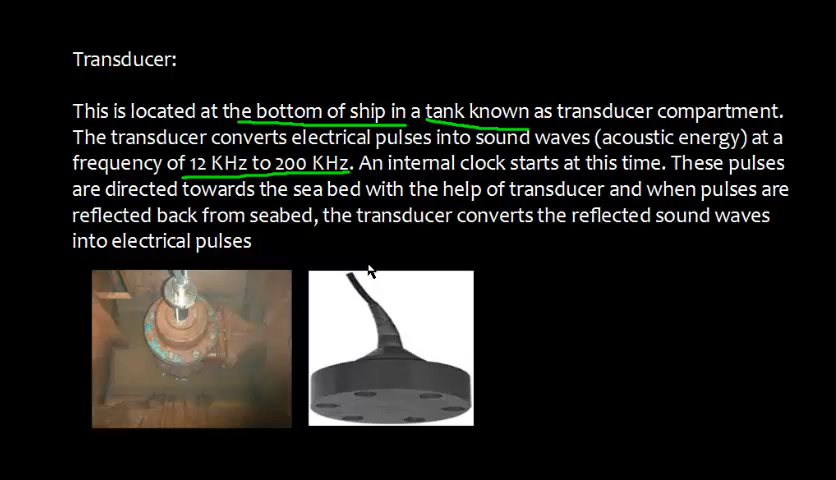 Transducer:
This is located at the bottom of ship in a tank known as transducer compartment.
The transducer converts electrical pulses into sound waves (acoustic energy) at a
frequency of 12 KHz to 200 KHz. An internal clock starts at this time. These pulses
are directed towards the sea bed with the help of transducer and when pulses are
reflected back from seabed, the transducer converts the reflected sound waves
into electrical pulses